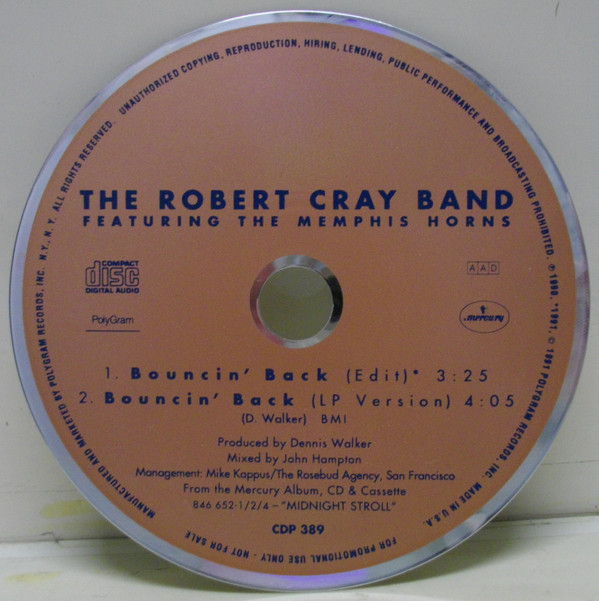 THE ROBERT CRAY BAND
FEATURING THE MEMPHIS HORNS
COMPACT
disc
DIGITAL AUDIO
AAD
PolyGram
mercury
1. Bouncin' Back (Edit)* 3:25
2. Bouncin' Back (LP Version) 4:05
(D. Walker) BMI
Produced by Dennis Walker
Mixed by John Hampton
Management: Mike Kappus/The Rosebud Agency, San Francisco
From the Mercury Album, CD & Cassette
846 652-1/2/4 – "MIDNIGHT STROLL"
CDP 389
MANUFACTURED AND MARKETED BY POLYGRAM RECORDS, INC. N.Y., N.Y. ALL RIGHTS RESERVED. UNAUTHORIZED COPYING, REPRODUCTION, HIRING, LENDING, PUBLIC PERFORMANCE AND BROADCASTING PROHIBITED. ℗ 1990, *1991, © 1991 POLYGRAM RECORDS, INC. MADE IN U.S.A.
FOR PROMOTIONAL USE ONLY - NOT FOR SALE